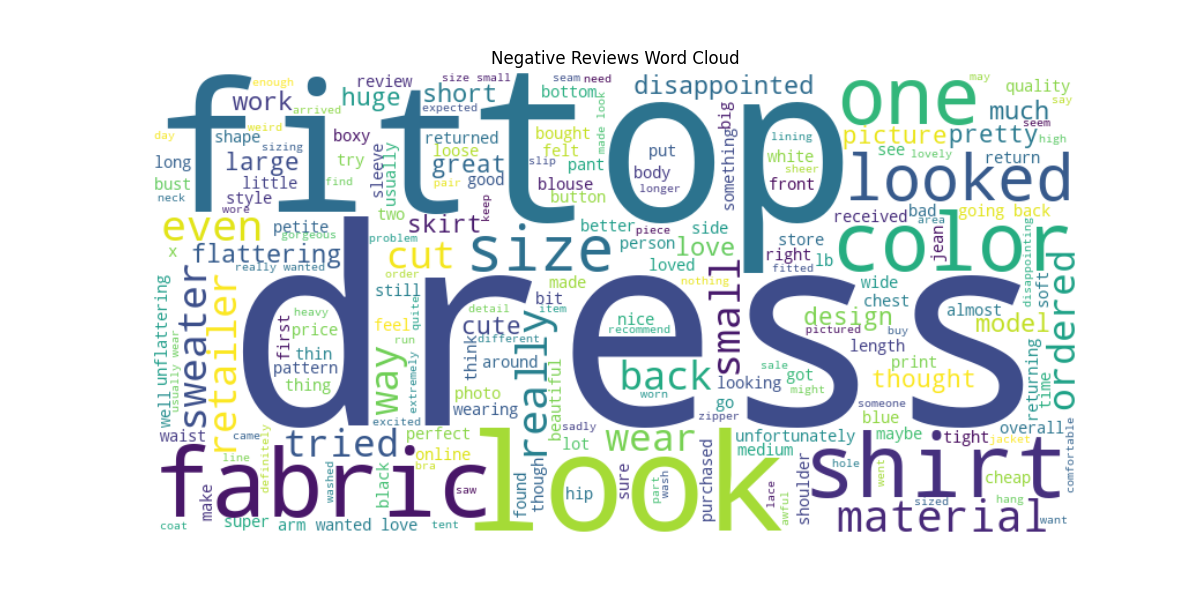 Negative Reviews Word Cloud
fit top dress look
one looked color
fabric shirt size
material ordered
even cut skirt
sweater retailer way really small back
tried wear
disappointed
picture pretty much
quality
review huge short bottom
work large great
enough size small seam need
arrived expected
made look
big
may say
seem high
day weird shape sizing boxy returned loose bought felt
lining
see lovely return
long try slip pant put body white sheer front
bust little find sleeve usually pair good blouse button longer something
neck style wore
two keep
petite gorgeous
better piece side
received bad area going back
jean
x flattering problem
person love store right lb
really wanted
loved fitted
order
nothing
still made wide soft disappointing
bit chest
heavy detail item
design almost model
quite
first price feel cute nice recommend pictured buy length
different
thin run think around
pattern
print
thing extremely photo looking sale got thought
might
beautiful
wearing worn go someone
zipper blue
returning time
well unflattering
usually wear
excited sadly
waist came perfect lot unfortunately maybe tight jacket overall
medium
line definitely online
bra
hole went cheap comfortable
washed black saw found though hip sure part wash purchased lace awful shoulder
make
sized hang
coat super arm wanted love tent
want